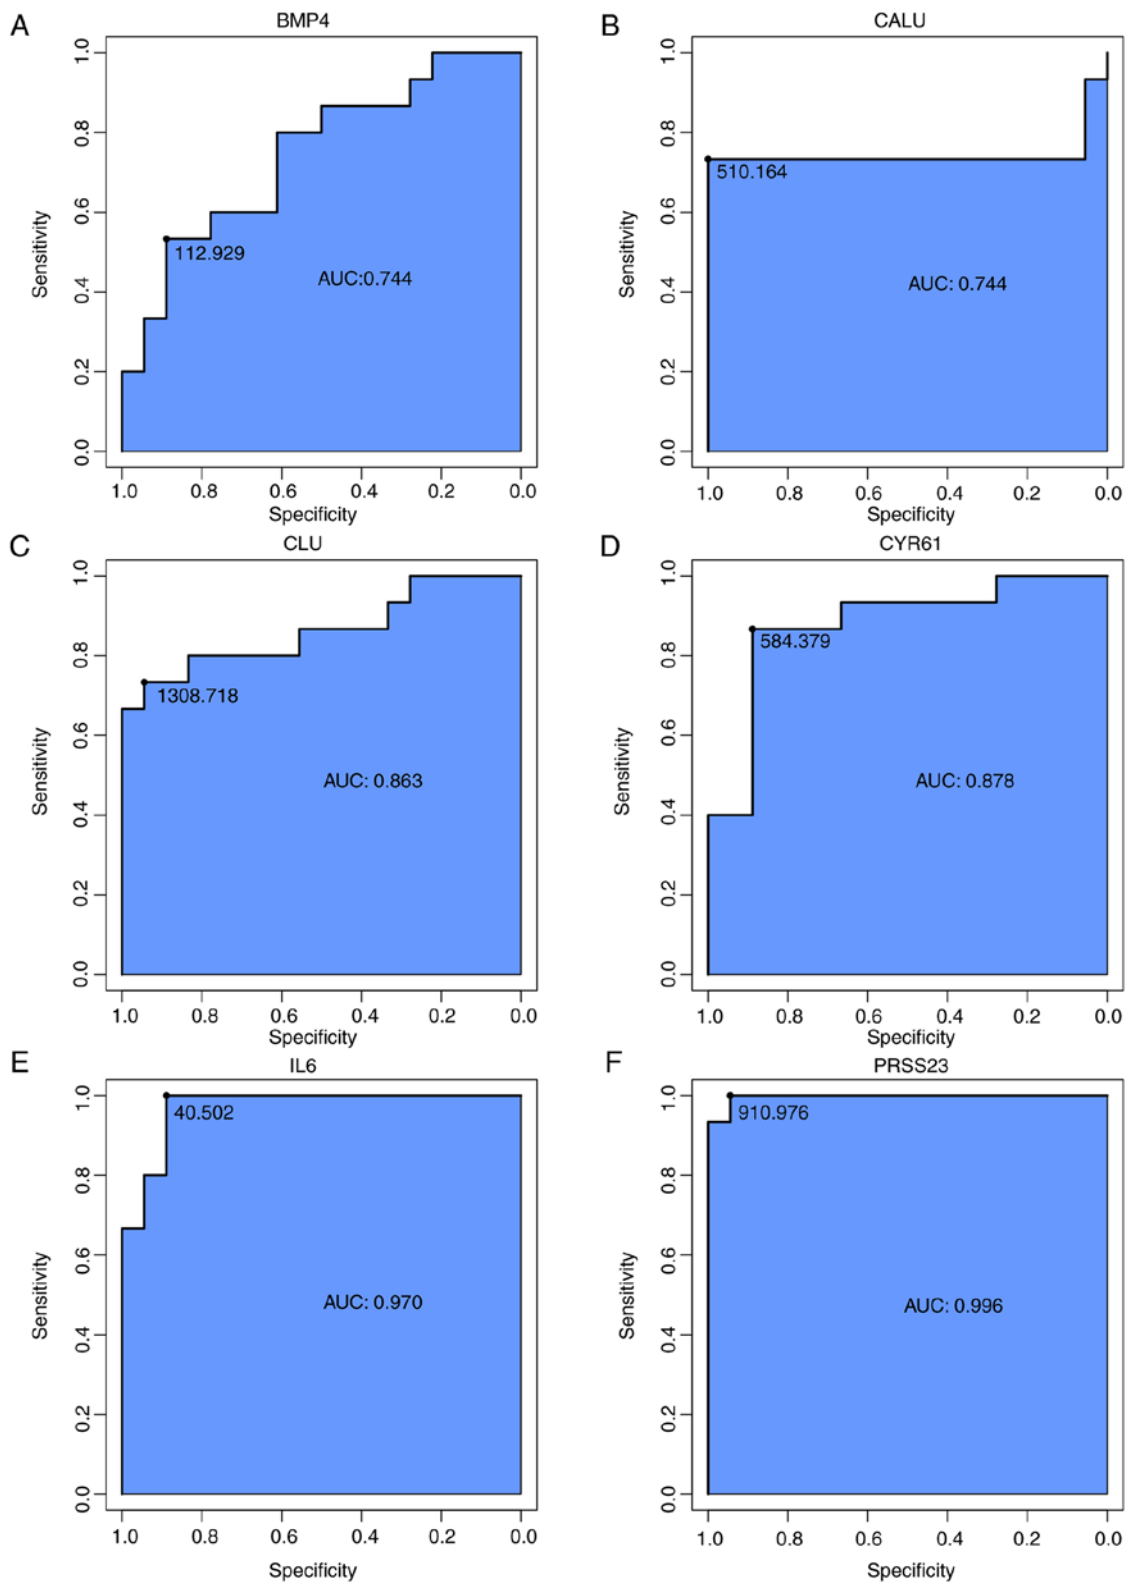 A
BMP4
Sensitivity
1.0
0.8
0.6
0.4
0.2
0.0
112.929
AUC:0.744
1.0 0.8 0.6 0.4 0.2 0.0
Specificity
B
CALU
Sensitivity
1.0
0.8
0.6
0.4
0.2
0.0
510.164
AUC: 0.744
1.0 0.8 0.6 0.4 0.2 0.0
Specificity
C
CLU
Sensitivity
1.0
0.8
0.6
0.4
0.2
0.0
1308.718
AUC: 0.863
1.0 0.8 0.6 0.4 0.2 0.0
Specificity
D
CYR61
Sensitivity
1.0
0.8
0.6
0.4
0.2
0.0
584.379
AUC: 0.878
1.0 0.8 0.6 0.4 0.2 0.0
Specificity
E
IL6
Sensitivity
1.0
0.8
0.6
0.4
0.2
0.0
40.502
AUC: 0.970
1.0 0.8 0.6 0.4 0.2 0.0
Specificity
F
PRSS23
Sensitivity
1.0
0.8
0.6
0.4
0.2
0.0
910.976
AUC: 0.996
1.0 0.8 0.6 0.4 0.2 0.0
Specificity